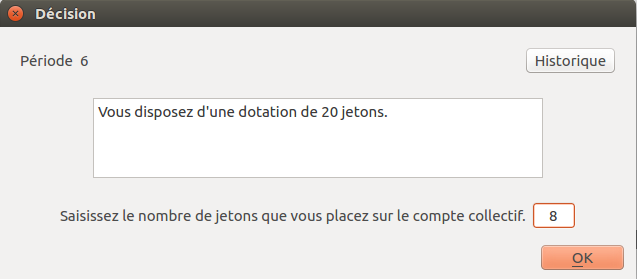 Décision
Période 6
Historique
Vous disposez d'une dotation de 20 jetons.
Saisissez le nombre de jetons que vous placez sur le compte collectif. 8
OK